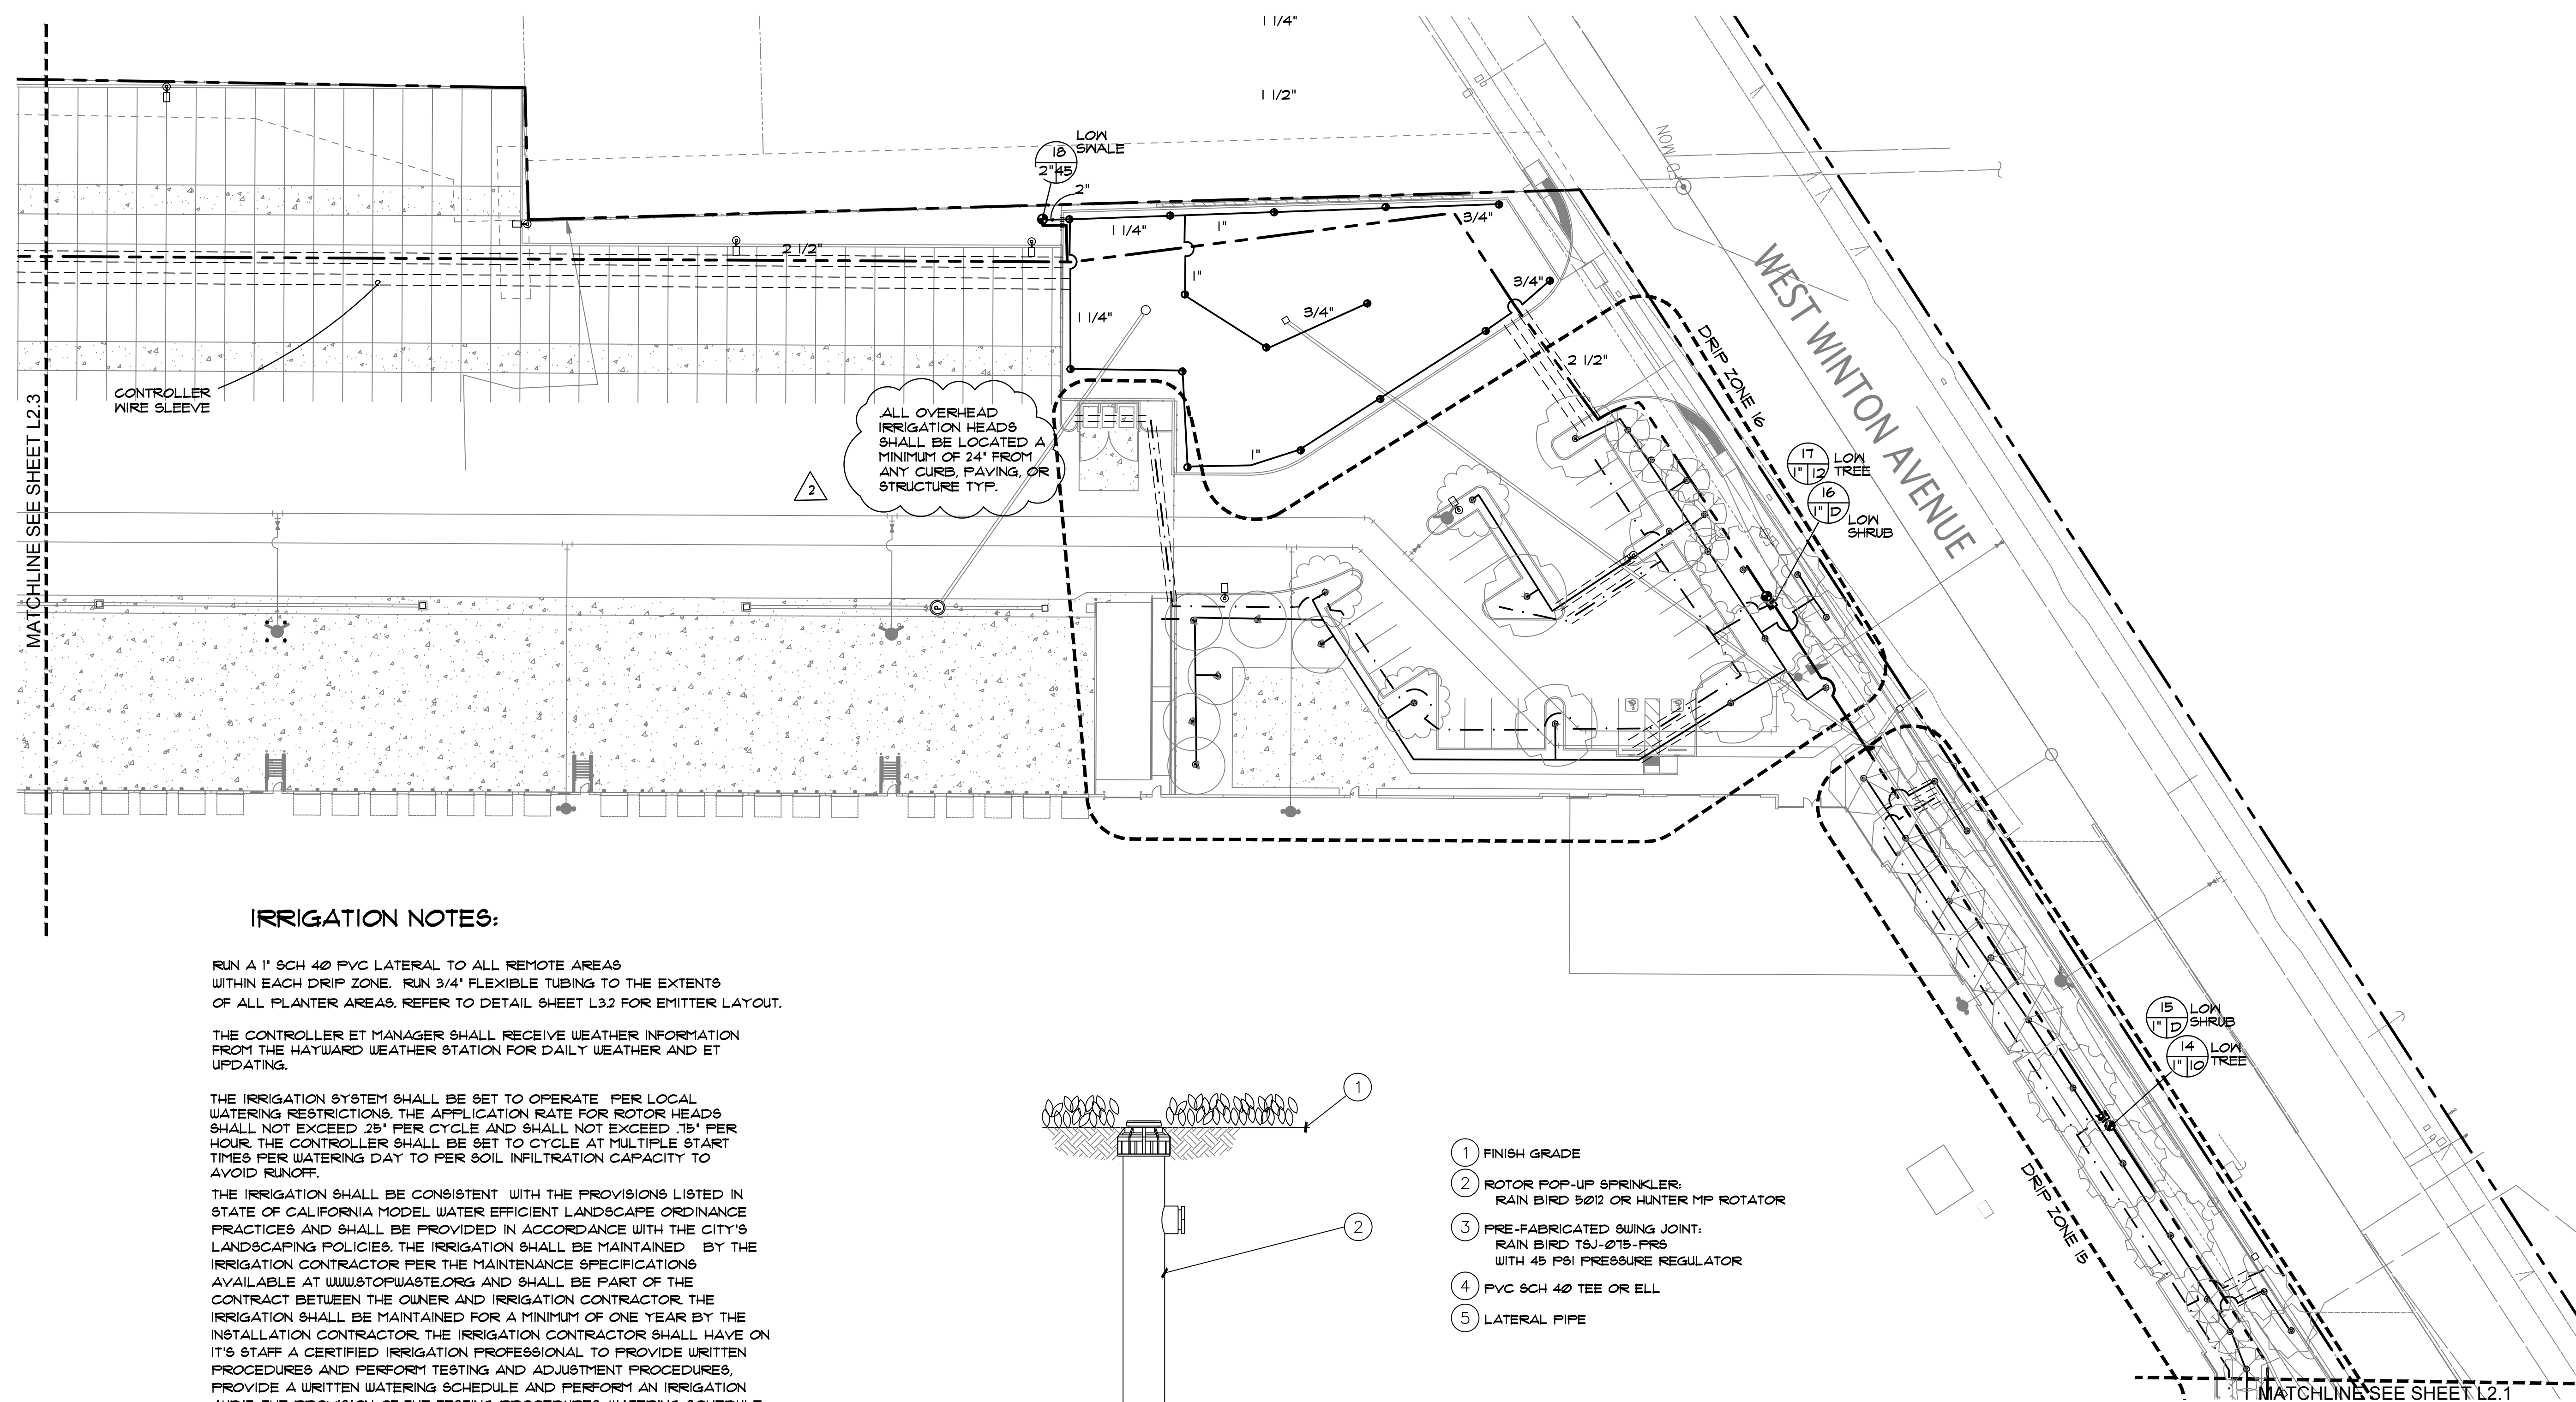 1 1/4"
1 1/2"
LOW
SWALE
18
2" 45
2"
1 1/4"
1"
3/4"
2 1/2"
1"
3/4"
3/4"
1 1/4"
2 1/2"
1"
WEST WINTON AVENUE
DRIP ZONE 16
CONTROLLER
WIRE SLEEVE
MATCHLINE SEE SHEET L2.3
ALL OVERHEAD
IRRIGATION HEADS
SHALL BE LOCATED A
MINIMUM OF 24" FROM
ANY CURB, PAVING, OR
STRUCTURE TYP.
2
17
1" 12
LOW
TREE
16
1" D
LOW
SHRUB
P
15
1" D
LOW
SHRUB
14
1" 10
LOW
TREE
DRIP ZONE 15
MATCHLINE SEE SHEET L2.1
IRRIGATION NOTES:
RUN A 1" SCH 40 PVC LATERAL TO ALL REMOTE AREAS
WITHIN EACH DRIP ZONE. RUN 3/4" FLEXIBLE TUBING TO THE EXTENTS
OF ALL PLANTER AREAS. REFER TO DETAIL SHEET L3.2 FOR EMITTER LAYOUT.
THE CONTROLLER ET MANAGER SHALL RECEIVE WEATHER INFORMATION
FROM THE HAYWARD WEATHER STATION FOR DAILY WEATHER AND ET
UPDATING.
THE IRRIGATION SYSTEM SHALL BE SET TO OPERATE PER LOCAL
WATERING RESTRICTIONS. THE APPLICATION RATE FOR ROTOR HEADS
SHALL NOT EXCEED .25" PER CYCLE AND SHALL NOT EXCEED .75" PER
HOUR. THE CONTROLLER SHALL BE SET TO CYCLE AT MULTIPLE START
TIMES PER WATERING DAY TO PER SOIL INFILTRATION CAPACITY TO
AVOID RUNOFF.
THE IRRIGATION SHALL BE CONSISTENT WITH THE PROVISIONS LISTED IN
STATE OF CALIFORNIA MODEL WATER EFFICIENT LANDSCAPE ORDINANCE
PRACTICES AND SHALL BE PROVIDED IN ACCORDANCE WITH THE CITY'S
LANDSCAPING POLICIES. THE IRRIGATION SHALL BE MAINTAINED BY THE
IRRIGATION CONTRACTOR PER THE MAINTENANCE SPECIFICATIONS
AVAILABLE AT WWW.STOPWASTE.ORG AND SHALL BE PART OF THE
CONTRACT BETWEEN THE OWNER AND IRRIGATION CONTRACTOR. THE
IRRIGATION SHALL BE MAINTAINED FOR A MINIMUM OF ONE YEAR BY THE
INSTALLATION CONTRACTOR. THE IRRIGATION CONTRACTOR SHALL HAVE ON
IT'S STAFF A CERTIFIED IRRIGATION PROFESSIONAL TO PROVIDE WRITTEN
PROCEDURES AND PERFORM TESTING AND ADJUSTMENT PROCEDURES,
PROVIDE A WRITTEN WATERING SCHEDULE AND PERFORM AN IRRIGATION
1
2
1 FINISH GRADE
2 ROTOR POP-UP SPRINKLER:
RAIN BIRD 5012 OR HUNTER MP ROTATOR
3 PRE-FABRICATED SWING JOINT:
RAIN BIRD TSJ-075-PRS
WITH 45 PSI PRESSURE REGULATOR
4 PVC SCH 40 TEE OR ELL
5 LATERAL PIPE